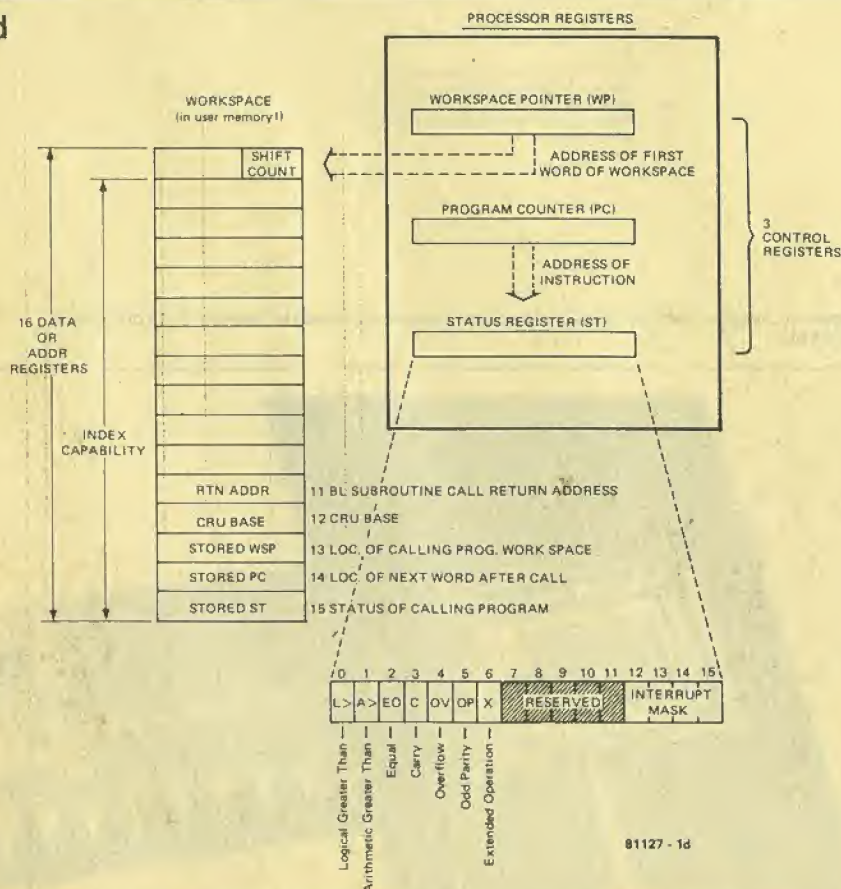 d
PROCESSOR REGISTERS
WORKSPACE
(in user memory!)
SHIFT
COUNT
16 DATA
OR
ADDR
REGISTERS
INDEX
CAPABILITY
RTN ADDR
11 BL SUBROUTINE CALL RETURN ADDRESS
CRU BASE
12 CRU BASE
STORED WSP
13 LOC. OF CALLING PROG. WORK SPACE
STORED PC
14 LOC. OF NEXT WORD AFTER CALL
STORED ST
15 STATUS OF CALLING PROGRAM
WORKSPACE POINTER (WP)
ADDRESS OF FIRST
WORD OF WORKSPACE
PROGRAM COUNTER (PC)
ADDRESS OF
INSTRUCTION
STATUS REGISTER (ST)
3
CONTROL
REGISTERS
0 1 2 3 4 5 6 7 8 9 10 11 12 13 14 15
L> A> EQ C OV OP X RESERVED INTERRUPT
MASK
Logical Greater Than
Arithmetic Greater Than
Equal
Carry
Overflow
Odd Parity
Extended Operation
81127 - 1d